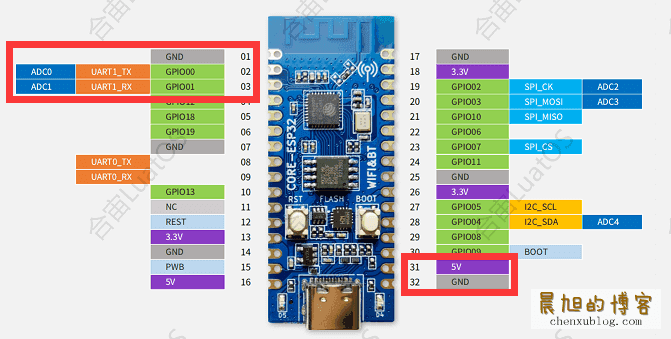 GND 01
ADC0 UART1_TX GPIO00 02
ADC1 UART1_RX GPIO01 03
GPIO12 04
GPIO18 05
GPIO19 06
GND 07
UART0_TX 08
UART0_RX 09
GPIO13 10
NC 11
REST 12
3.3V 13
GND 14
PWB 15
5V 16
CORE-ESP32
WIFI&BT
RST FLASH BOOT
D5 D4
17 GND
18 3.3V
19 GPIO02 SPI_CK ADC2
20 GPIO03 SPI_MOSI ADC3
21 GPIO10 SPI_MISO
22 GPIO06
23 GPIO07 SPI_CS
24 GPIO11
25 GND
26 3.3V
27 GPIO05 I2C_SCL
28 GPIO04 I2C_SDA ADC4
29 GPIO08
30 GPIO09 BOOT
31 5V
32 GND
合宙LuatOS
晨旭的博客
chenxublog.com